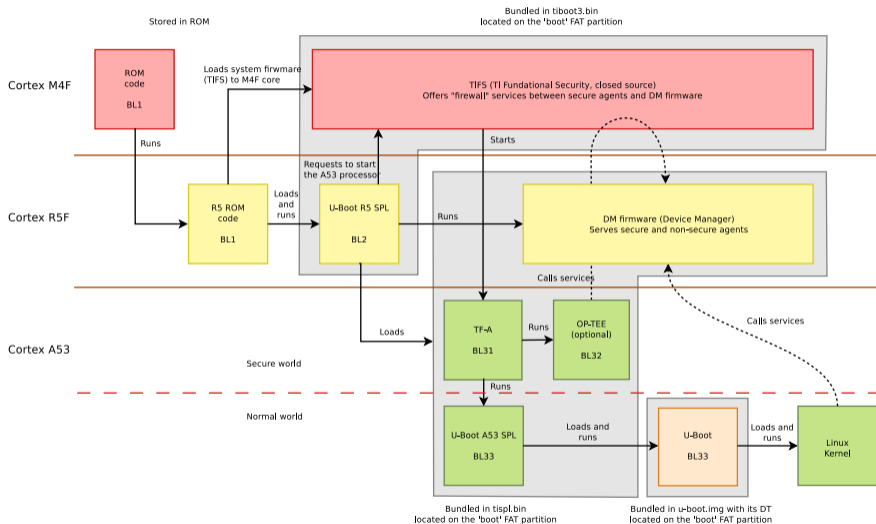 Bundled in tiboot3.bin
located on the 'boot' FAT partition
Stored in ROM
Cortex M4F
ROM
code
BL1
Loads system firwmare
(TIFS) to M4F core
TIFS (TI Fundational Security, closed source)
Offers "firewall" services between secure agents and DM firmware
Runs
Starts
Requests to start
the A53 processor
Cortex R5F
R5 ROM
code
BL1
Loads
and
runs
U-Boot R5 SPL
BL2
Runs
DM firmware (Device Manager)
Serves secure and non-secure agents
Calls services
Cortex A53
Loads
TF-A
BL31
Runs
OP-TEE
(optional)
BL32
Calls services
Secure world
Runs
Normal world
U-Boot A53 SPL
BL33
Loads and
runs
U-Boot
BL33
Loads and
runs
Linux
Kernel
Bundled in tispl.bin
located on the 'boot' FAT partition
Bundled in u-boot.img with its DT
located on the 'boot' FAT partition